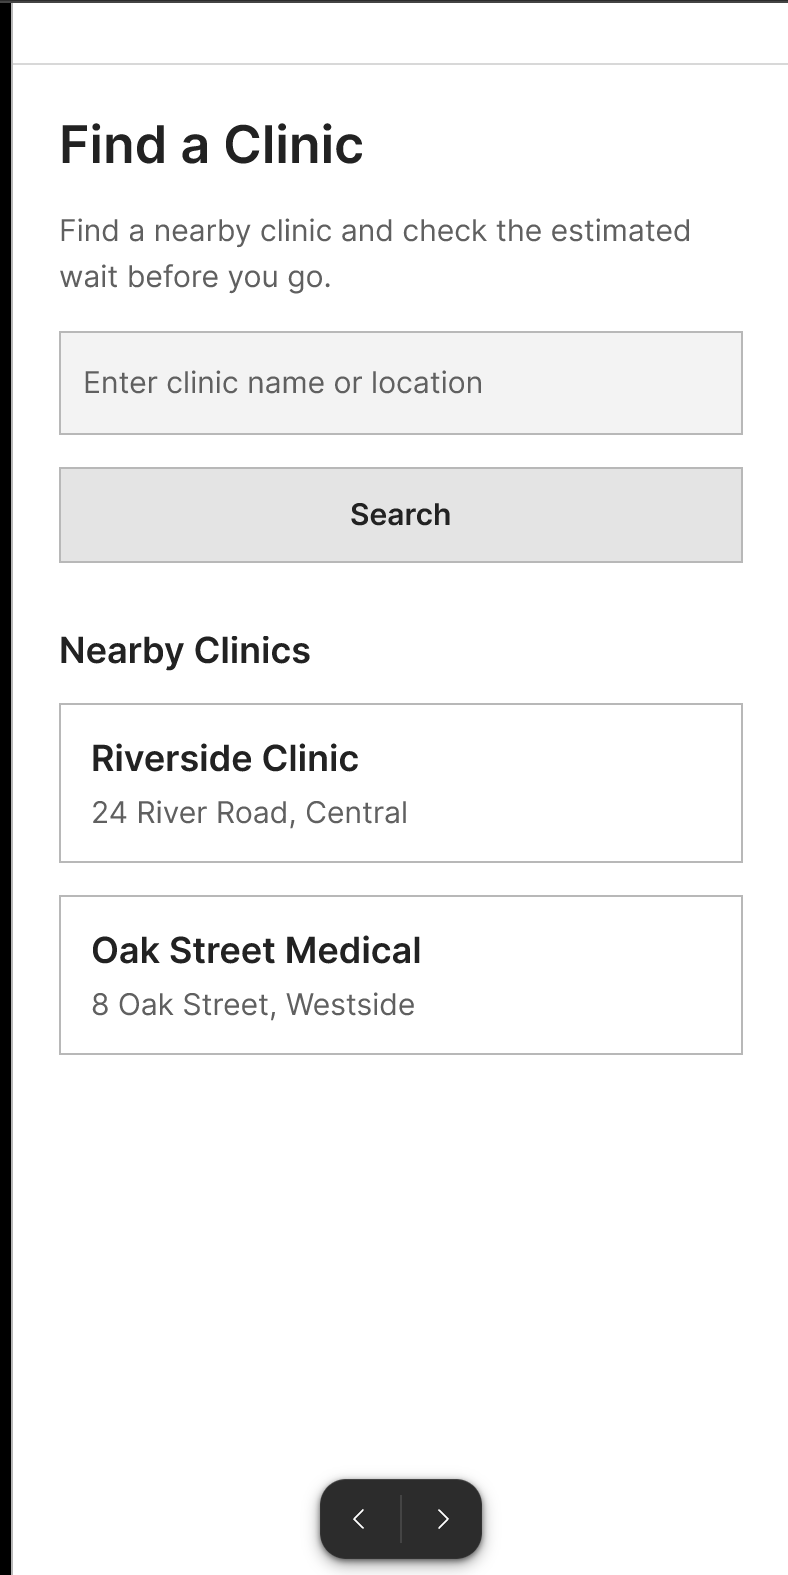 Find a Clinic
Find a nearby clinic and check the estimated
wait before you go.
Enter clinic name or location
Search
Nearby Clinics
Riverside Clinic
24 River Road, Central
Oak Street Medical
8 Oak Street, Westside